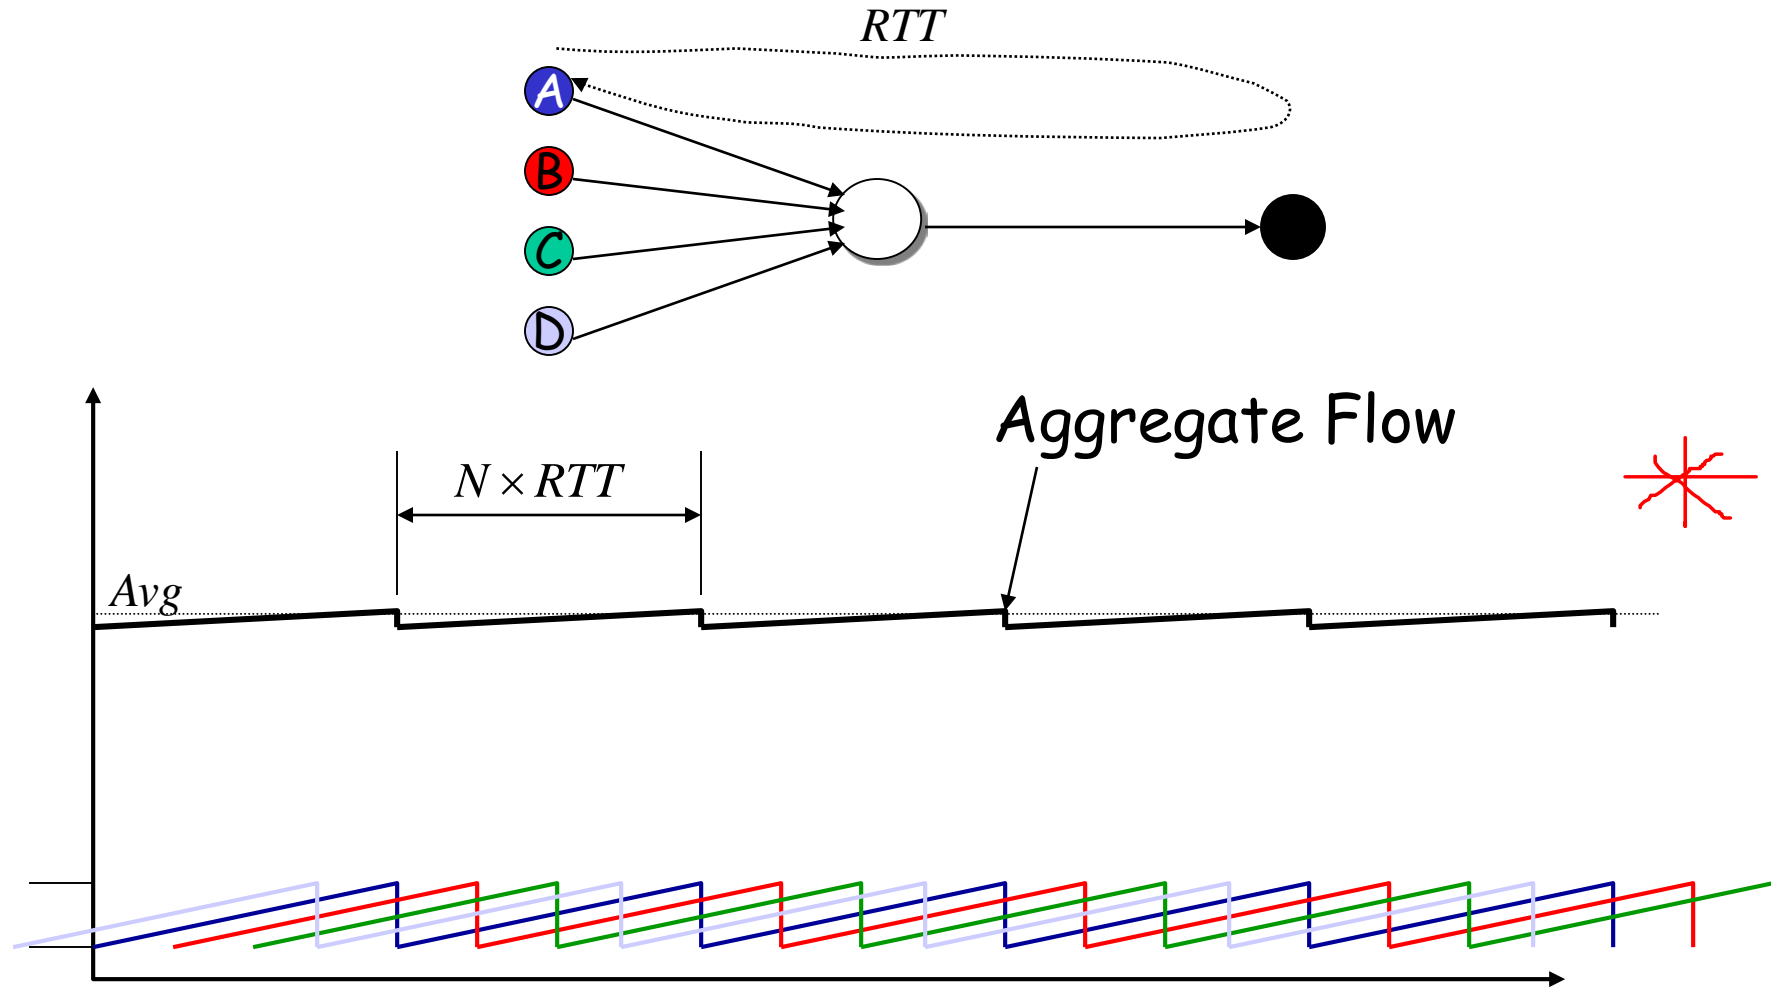 RTT
A
B
C
D
Aggregate Flow
N × RTT
Avg